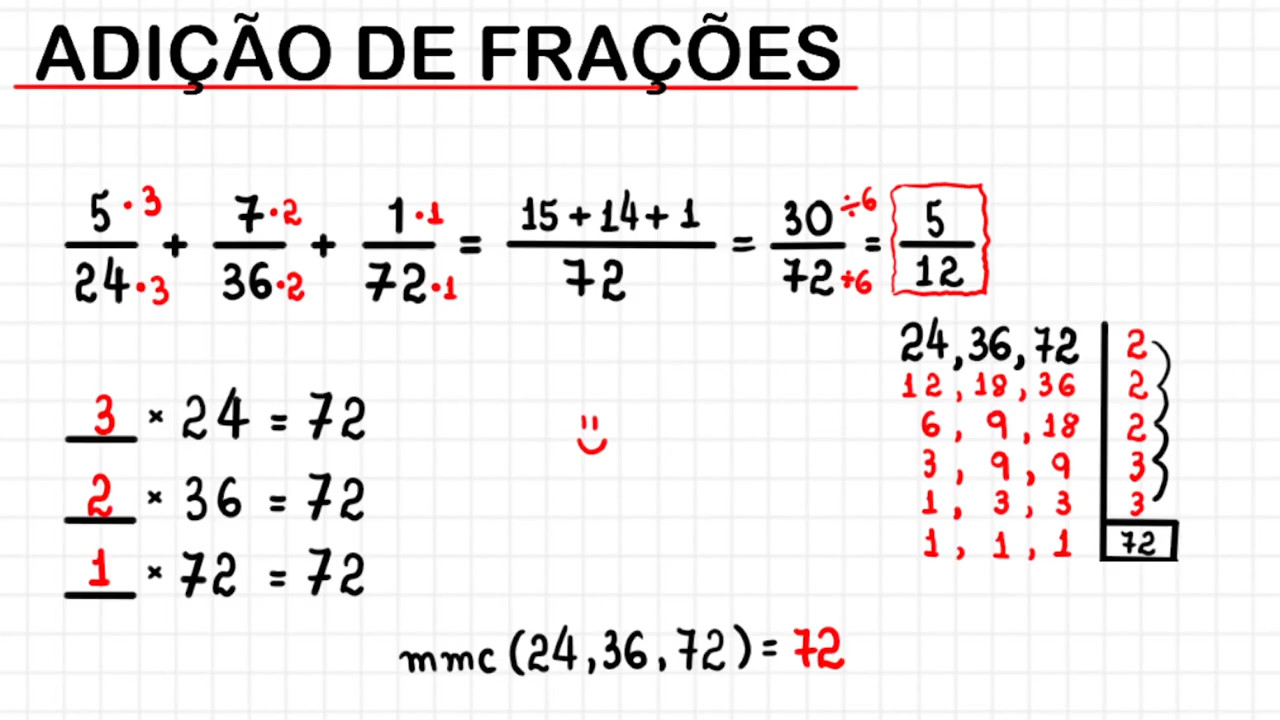 ADIÇÃO DE FRAÇÕES
5·3/24·3 + 7·2/36·2 + 1·1/72·1 = 15+14+1/72 = 30÷6/72÷6 = 5/12
24,36,72 | 2
12,18,36 | 2
6,9,18 | 2
3,9,9 | 3
1,3,3 | 3
1,1,1 | 72
3 × 24 = 72
2 × 36 = 72
1 × 72 = 72
mmc (24,36,72) = 72